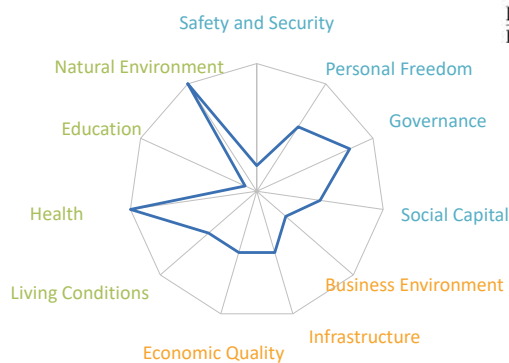 Safety and Security
Natural Environment
Personal Freedom
Education
Governance
Health
Social Capital
Living Conditions
Business Environment
Infrastructure
Economic Quality